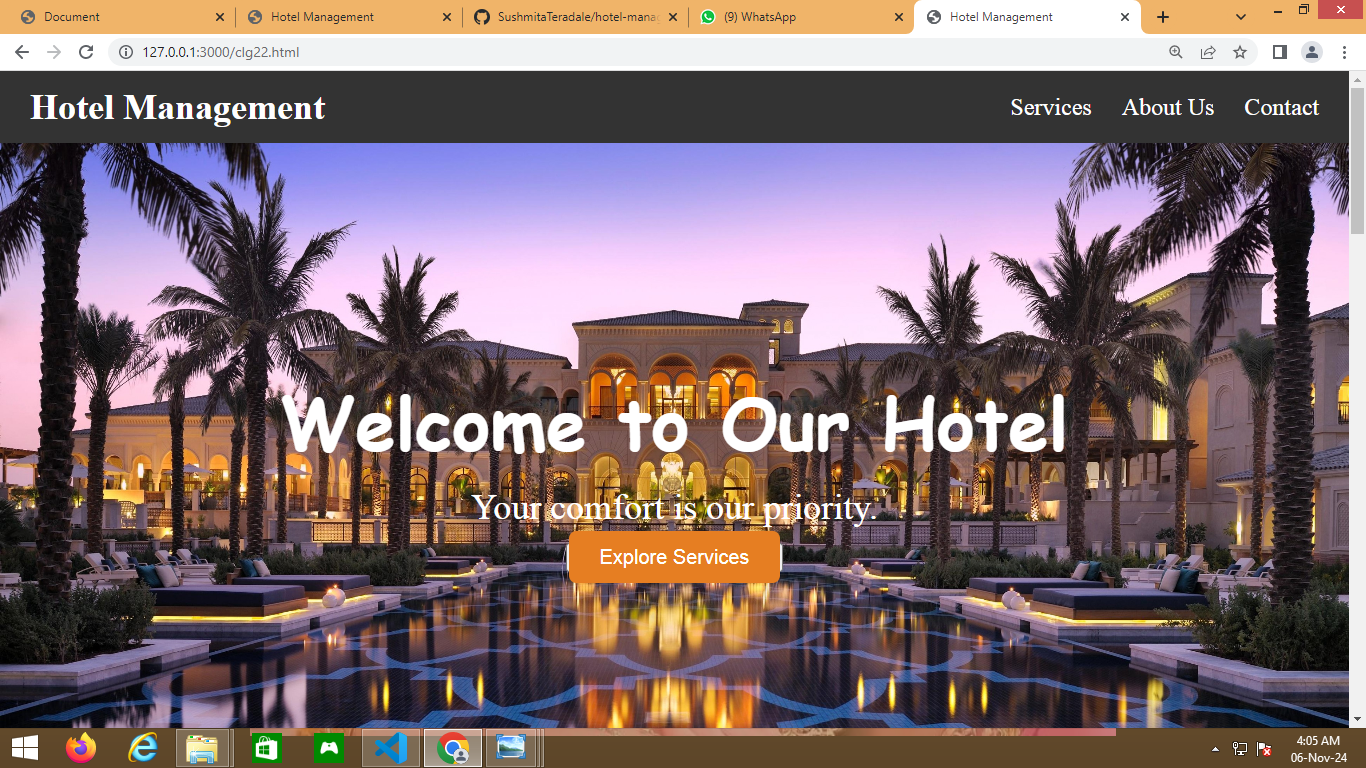 Document
Hotel Management
SushmitaTeradale/hotel-mana
(9) WhatsApp
Hotel Management
127.0.0.1:3000/clg22.html
Hotel Management
Services
About Us
Contact
Welcome to Our Hotel
Your comfort is our priority.
Explore Services
4:05 AM
06-Nov-24